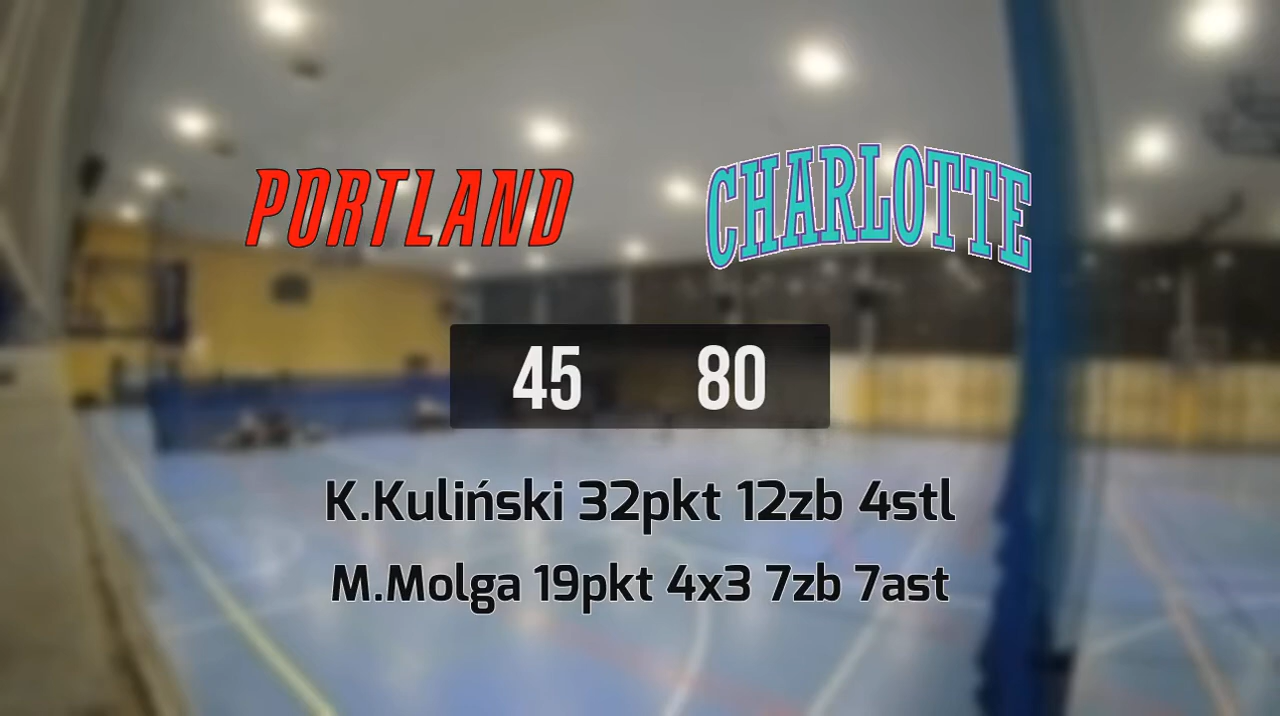 PORTLAND CHARLOTTE
45 80
K.Kuliński 32pkt 12zb 4stl
M.Molga 19pkt 4x3 7zb 7ast